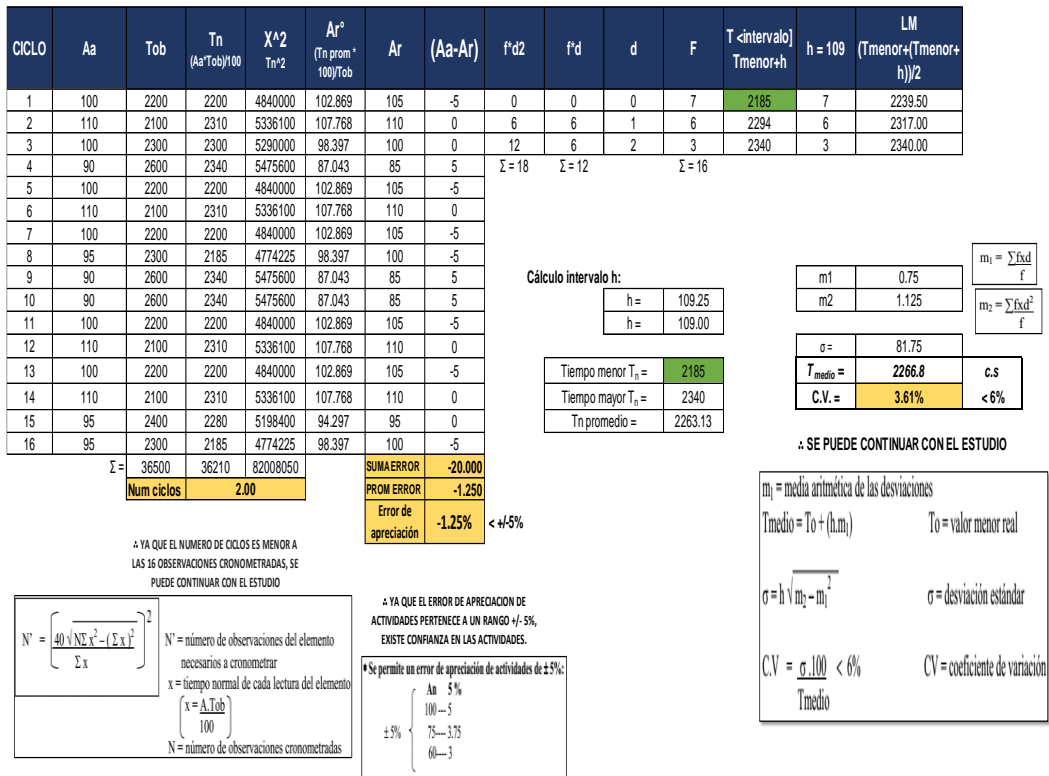 CICLO Aa Tob Tn (Aa*Tob)/100 X^2 Tn^2 Ar° (Tn prom * 100)/Tob Ar (Aa-Ar) f*d2 f*d d F T <intervalo] Tmenor+h h = 109 LM (Tmenor+(Tmenor+ h))/2
1 100 2200 2200 4840000 102.869 105 -5 0 0 0 7 2185 7 2239.50
2 110 2100 2310 5336100 107.768 110 0 6 6 1 6 2294 6 2317.00
3 100 2300 2300 5290000 98.397 100 0 12 6 2 3 2340 3 2340.00
4 90 2600 2340 5475600 87.043 85 5 Σ = 18 Σ = 12 Σ = 16
5 100 2200 2200 4840000 102.869 105 -5
6 110 2100 2310 5336100 107.768 110 0
7 100 2200 2200 4840000 102.869 105 -5
8 95 2300 2185 4774225 98.397 100 -5
9 90 2600 2340 5475600 87.043 85 5
10 90 2600 2340 5475600 87.043 85 5
11 100 2200 2200 4840000 102.869 105 -5
12 110 2100 2310 5336100 107.768 110 0
13 100 2200 2200 4840000 102.869 105 -5
14 110 2100 2310 5336100 107.768 110 0
15 95 2400 2280 5198400 94.297 95 0
16 95 2300 2185 4774225 98.397 100 -5
Σ = 36500 36210 82008050 SUMA ERROR -20.000
Num ciclos 2.00 PROM ERROR -1.250
Error de apreciación -1.25% < +/-5%
Cálculo intervalo h:
h = 109.25
h = 109.00
Tiempo menor Tn = 2185
Tiempo mayor Tn = 2340
Tn promedio = 2263.13
m1 0.75
m2 1.125
m₁ = ∑fxd
f
m₂ = ∑fxd²
f
σ = 81.75
Tmedio = 2266.8 c.s
C.V. = 3.61% < 6%
∴ SE PUEDE CONTINUAR CON EL ESTUDIO
∴ YA QUE EL NUMERO DE CICLOS ES MENOR A
LAS 16 OBSERVACIONES CRONOMETRADAS, SE
PUEDE CONTINUAR CON EL ESTUDIO
N' = (40 √NΣ x² – (Σ x)²
Σ x)²
N' = número de observaciones del elemento
necesarios a cronometrar
x = tiempo normal de cada lectura del elemento
(x = A.Tob
100)
N = número de observaciones cronometradas
∴ YA QUE EL ERROR DE APRECIACION DE
ACTIVIDADES PERTENECE A UN RANGO +/- 5%,
EXISTE CONFIANZA EN LAS ACTIVIDADES.
• Se permite un error de apreciación de actividades de ± 5%:
An 5 %
100 --- 5
±5% { 75---- 3.75
60---- 3
m₁ = media aritmética de las desviaciones
Tmedio = To + (h.m₁) To = valor menor real
σ = h √m₂ – m₁² σ = desviación estándar
C.V = σ .100 < 6% CV = coeficiente de variación
Tmedio